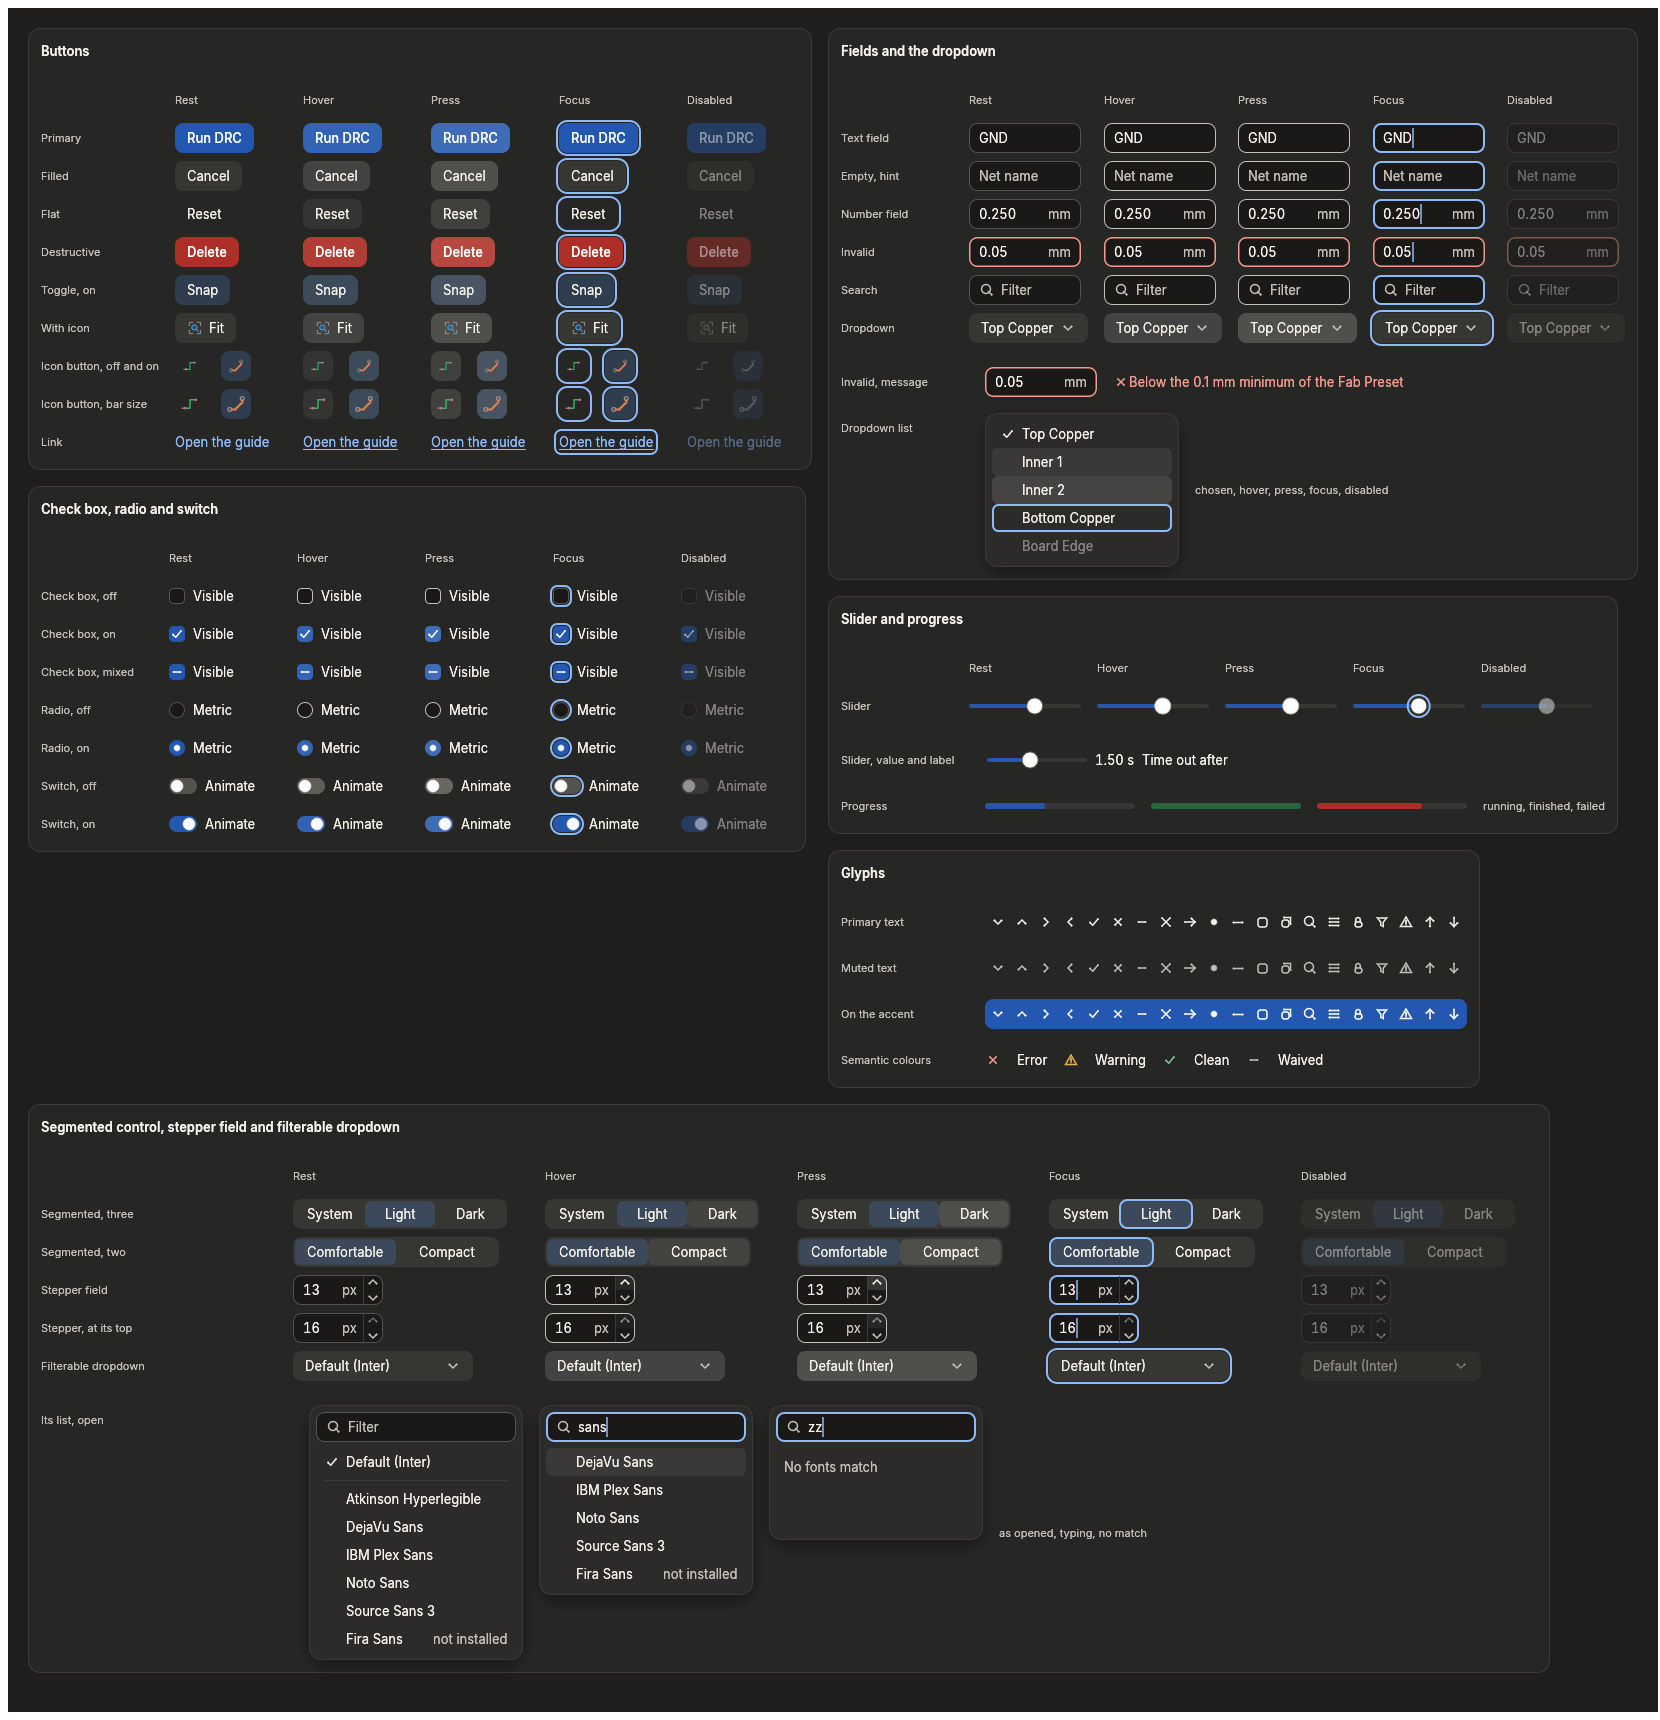 Buttons
Rest Hover Press Focus Disabled
Primary Run DRC Run DRC Run DRC Run DRC Run DRC
Filled Cancel Cancel Cancel Cancel Cancel
Flat Reset Reset Reset Reset Reset
Destructive Delete Delete Delete Delete Delete
Toggle, on Snap Snap Snap Snap Snap
With icon Fit Fit Fit Fit Fit
Icon button, off and on
Icon button, bar size
Link Open the guide Open the guide Open the guide Open the guide Open the guide
Fields and the dropdown
Rest Hover Press Focus Disabled
Text field GND GND GND GND GND
Empty, hint Net name Net name Net name Net name Net name
Number field 0.250 mm 0.250 mm 0.250 mm 0.250 mm 0.250 mm
Invalid 0.05 mm 0.05 mm 0.05 mm 0.05 mm 0.05 mm
Search Filter Filter Filter Filter Filter
Dropdown Top Copper Top Copper Top Copper Top Copper Top Copper
Invalid, message 0.05 mm Below the 0.1 mm minimum of the Fab Preset
Dropdown list Top Copper
Inner 1
Inner 2 chosen, hover, press, focus, disabled
Bottom Copper
Board Edge
Check box, radio and switch
Rest Hover Press Focus Disabled
Check box, off Visible Visible Visible Visible Visible
Check box, on Visible Visible Visible Visible Visible
Check box, mixed Visible Visible Visible Visible Visible
Radio, off Metric Metric Metric Metric Metric
Radio, on Metric Metric Metric Metric Metric
Switch, off Animate Animate Animate Animate Animate
Switch, on Animate Animate Animate Animate Animate
Slider and progress
Rest Hover Press Focus Disabled
Slider
Slider, value and label 1.50 s Time out after
Progress running, finished, failed
Glyphs
Primary text
Muted text
On the accent
Semantic colours Error Warning Clean Waived
Segmented control, stepper field and filterable dropdown
Rest Hover Press Focus Disabled
Segmented, three System Light Dark System Light Dark System Light Dark System Light Dark System Light Dark
Segmented, two Comfortable Compact Comfortable Compact Comfortable Compact Comfortable Compact Comfortable Compact
Stepper field 13 px 13 px 13 px 13 px 13 px
Stepper, at its top 16 px 16 px 16 px 16 px 16 px
Filterable dropdown Default (Inter) Default (Inter) Default (Inter) Default (Inter) Default (Inter)
Its list, open
Filter
Default (Inter)
Atkinson Hyperlegible
DejaVu Sans
IBM Plex Sans
Noto Sans
Source Sans 3
Fira Sans not installed
sans
DejaVu Sans
IBM Plex Sans
Noto Sans
Source Sans 3
Fira Sans not installed
zz
No fonts match
as opened, typing, no match